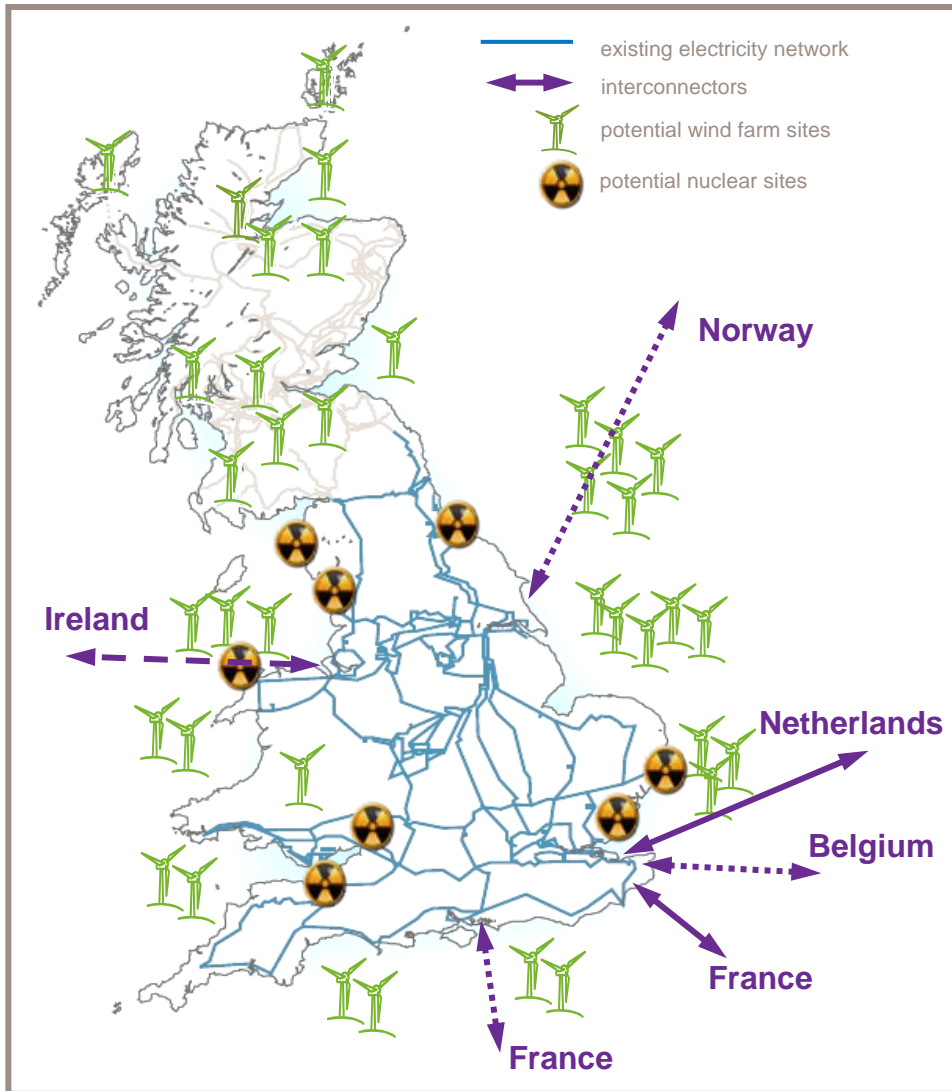 existing electricity network
interconnectors
potential wind farm sites
potential nuclear sites
Norway
Ireland
Netherlands
Belgium
France
France